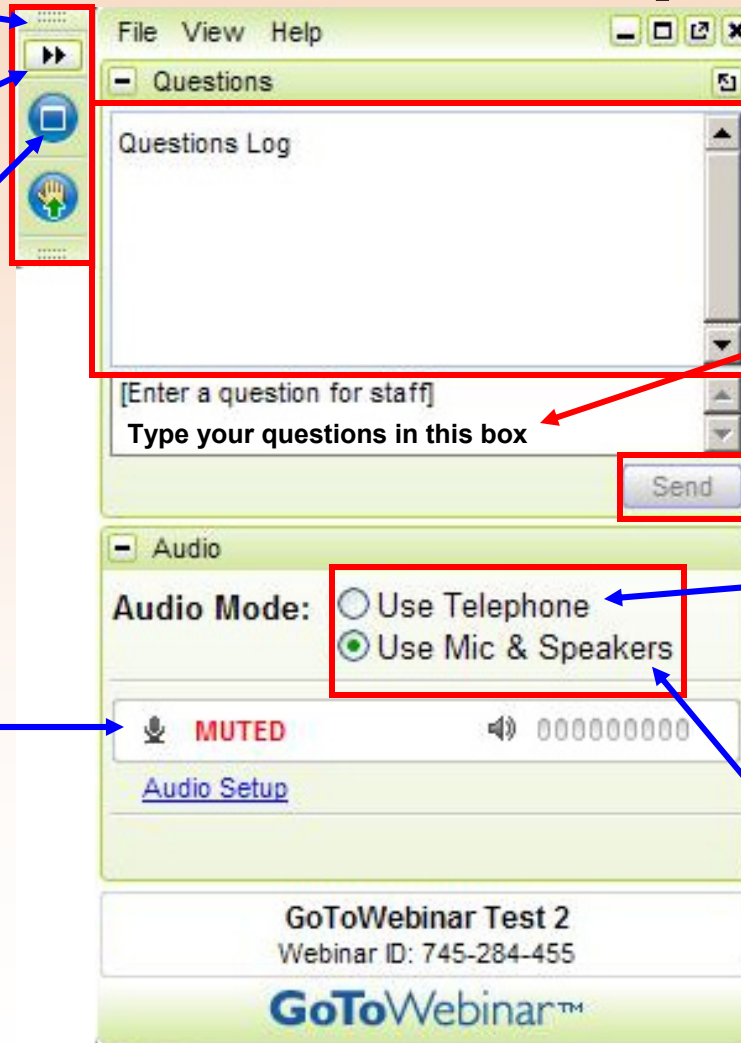 File View Help
Questions
Questions Log
[Enter a question for staff]
Type your questions in this box
Send
Audio
Audio Mode: Use Telephone
Use Mic & Speakers
MUTED 000000000
Audio Setup
GoToWebinar Test 2
Webinar ID: 745-284-455
GoToWebinar™